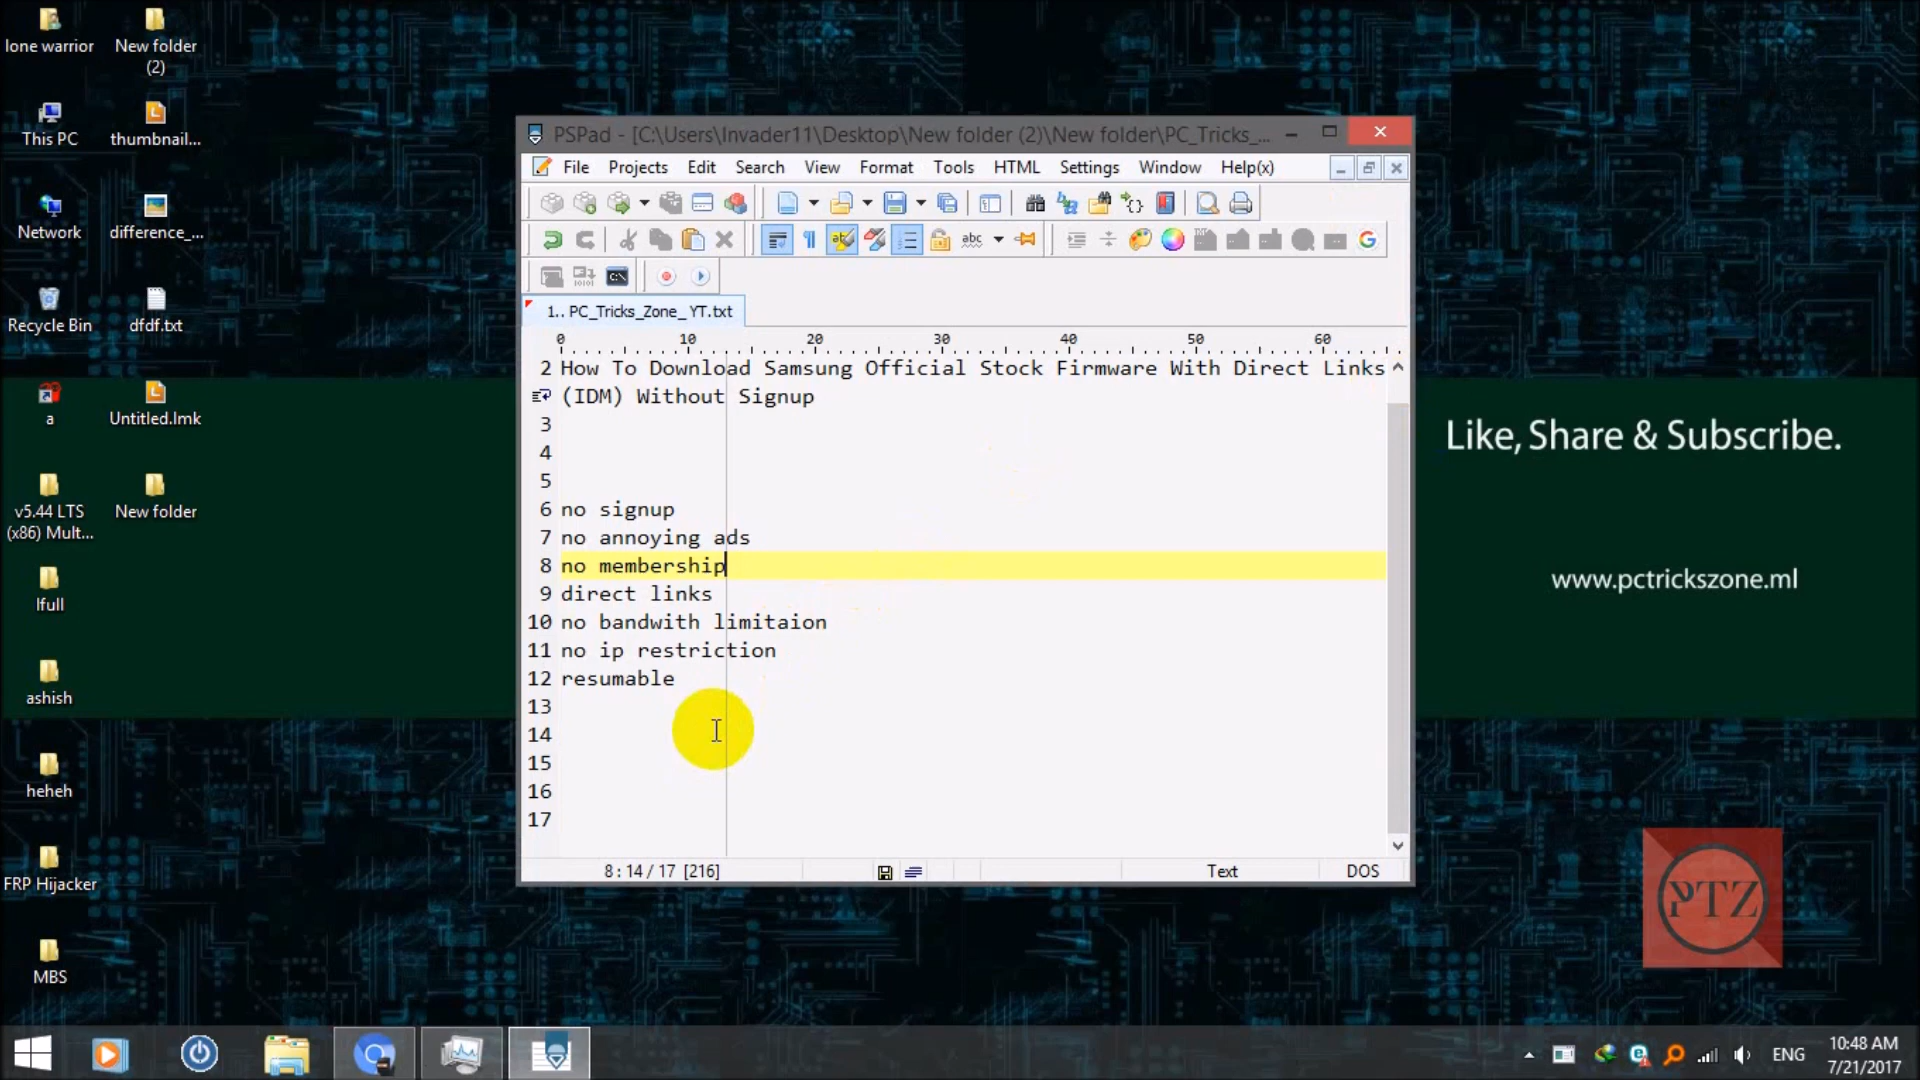 lone warrior
New folder
(2)
This PC
thumbnail...
Network
difference_...
Recycle Bin
dfdf.txt
a
Untitled.lmk
v5.44 LTS
(x86) Mult...
New folder
lfull
ashish
heheh
FRP Hijacker
MBS
PSPad - [C:\Users\Invader11\Desktop\New folder (2)\New folder\PC_Tricks_...
File Projects Edit Search View Format Tools HTML Settings Window Help(x)
1.. PC_Tricks_Zone_ YT.txt
0 10 20 30 40 50 60
2 How To Download Samsung Official Stock Firmware With Direct Links
(IDM) Without Signup
3
4
5
6 no signup
7 no annoying ads
8 no membership
9 direct links
10 no bandwith limitaion
11 no ip restriction
12 resumable
13
14
15
16
17
8 : 14 / 17 [216] Text DOS
Like, Share & Subscribe.
www.pctrickszone.ml
PTZ
ENG
10:48 AM
7/21/2017